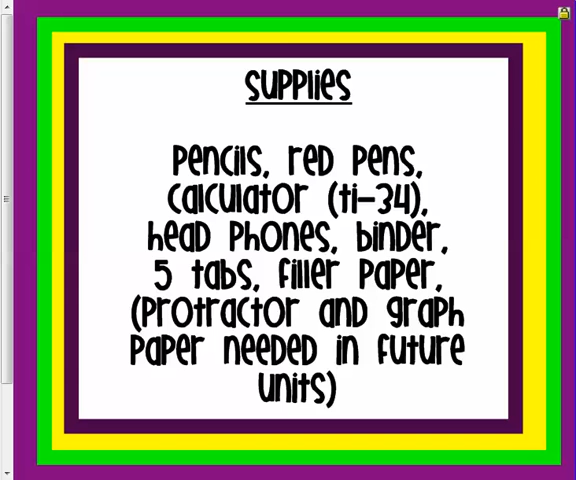 Supplies
Pencils, red pens,
calculator (ti-34),
head phones, binder,
5 tabs, filler paper,
(protractor and graph
paper needed in future
units)